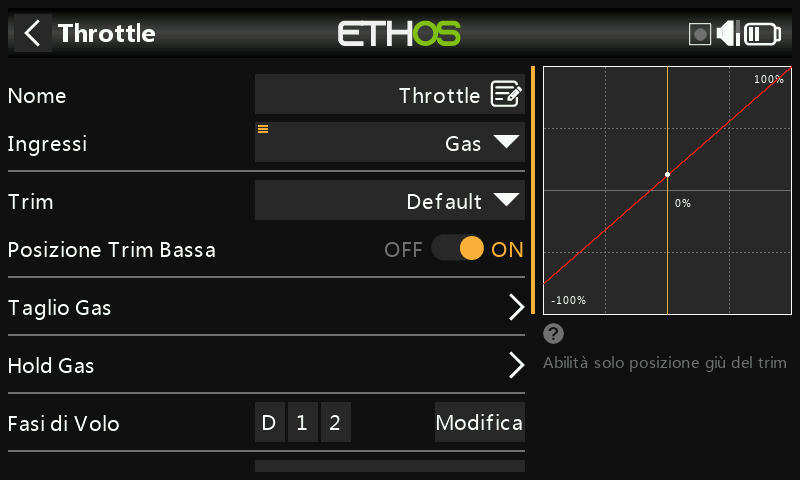 Throttle
ETHOS
Nome
Throttle
Ingressi
Gas
Trim
Default
Posizione Trim Bassa
OFF
ON
Taglio Gas
Hold Gas
Fasi di Volo
D
1
2
Modifica
100%
0%
-100%
?
Abilità solo posizione giù del trim